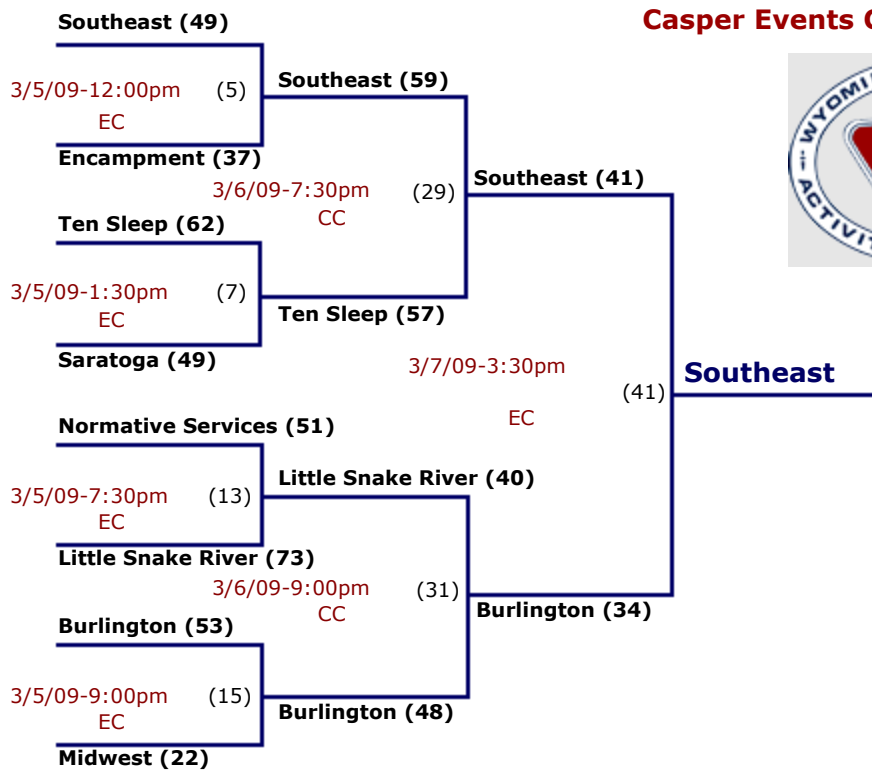 Southeast (49)
Casper Events
3/5/09-12:00pm
(5)
Southeast (59)
EC
Encampment (37)
3/6/09-7:30pm
(29)
Southeast (41)
CC
Ten Sleep (62)
3/5/09-1:30pm
(7)
Ten Sleep (57)
EC
Saratoga (49)
3/7/09-3:30pm
(41)
Southeast
EC
Normative Services (51)
Little Snake River (40)
3/5/09-7:30pm
(13)
EC
Little Snake River (73)
3/6/09-9:00pm
(31)
CC
Burlington (34)
Burlington (53)
3/5/09-9:00pm
(15)
Burlington (48)
EC
Midwest (22)